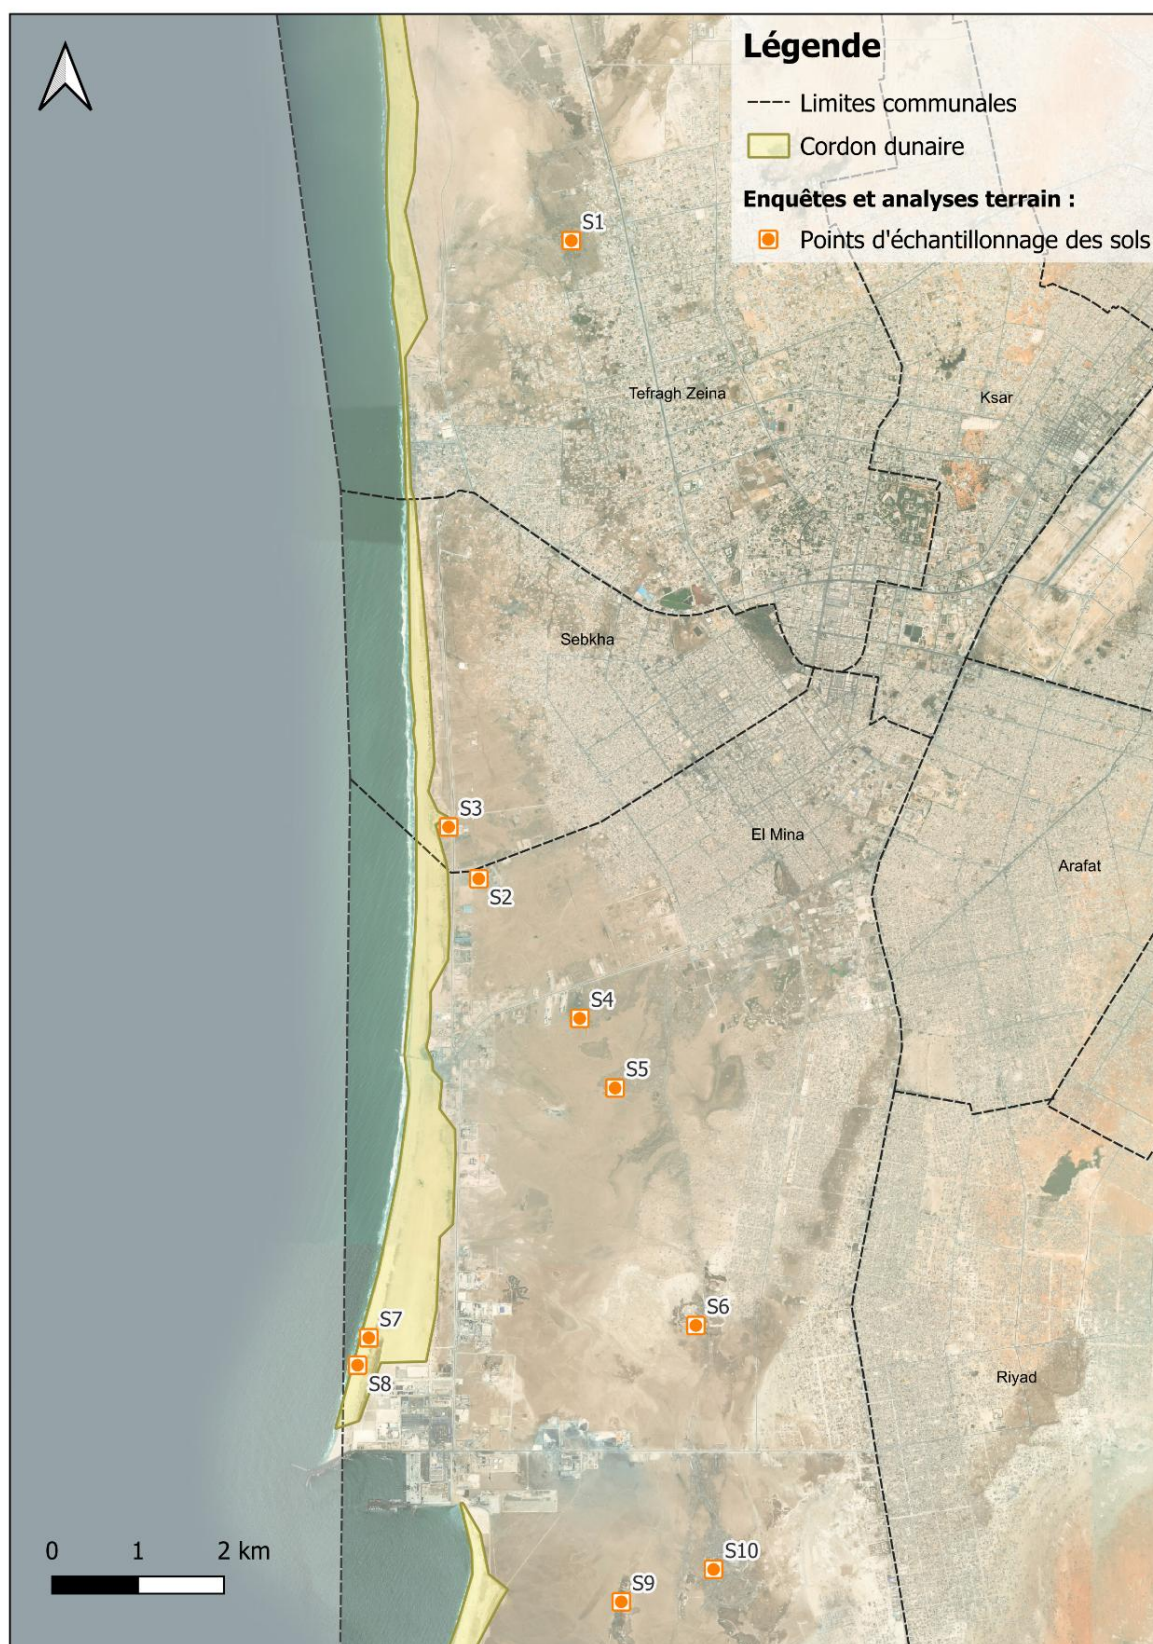 Légende
Limites communales
Cordon dunaire
Enquêtes et analyses terrain :
Points d'échantillonnage des sols
S1
Tefragh Zeina
Ksar
Sebkha
S3
El Mina
Arafat
S2
S4
S5
S6
S7
Riyad
S8
0 1 2 km
S10
S9